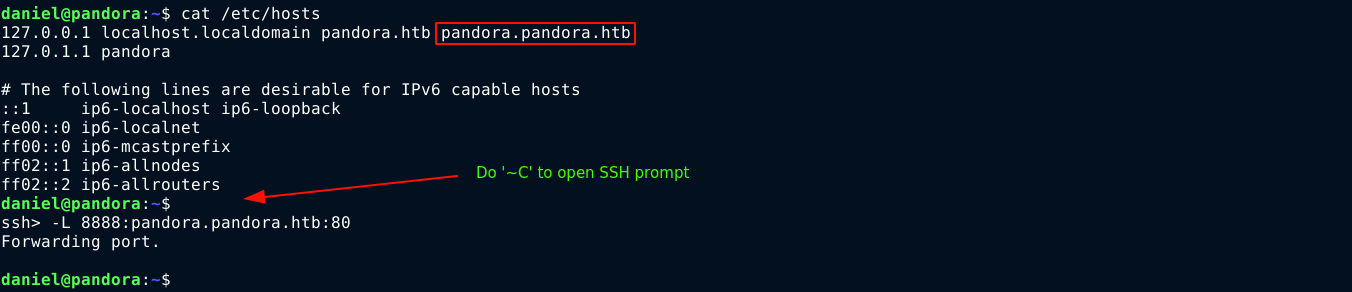 daniel@pandora:~$ cat /etc/hosts
127.0.0.1 localhost.localdomain pandora.htb pandora.pandora.htb
127.0.1.1 pandora
# The following lines are desirable for IPv6 capable hosts
::1     ip6-localhost ip6-loopback
fe00::0 ip6-localnet
ff00::0 ip6-mcastprefix
ff02::1 ip6-allnodes
Do '~C' to open SSH prompt
ff02::2 ip6-allrouters
daniel@pandora:~$
ssh> -L 8888:pandora.pandora.htb:80
Forwarding port.
daniel@pandora:~$